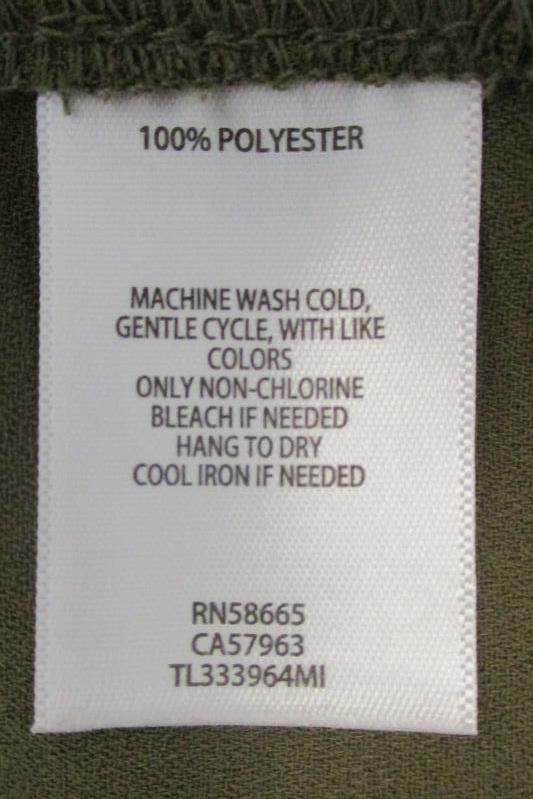 100% POLYESTER
MACHINE WASH COLD,
GENTLE CYCLE, WITH LIKE
COLORS
ONLY NON-CHLORINE
BLEACH IF NEEDED
HANG TO DRY
COOL IRON IF NEEDED
RN58665
CA57963
TL333964MI